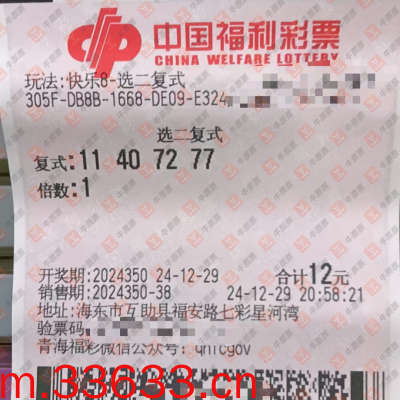 中国福利彩票
CHINA WELFARE LOTTERY
玩法:快乐8-选二复式
305F-DB8B-1668-DE09-E324
选二复式
复式:11 40 72 77
倍数:1
开奖期:2024350 24-12-29 合计12元
销售期:2024350-38 24-12-29 20:58:21
地址:海东市互助县福安路七彩星河湾
验票码:
青海福彩微信公众号: qhfcgov
m.33633.cn